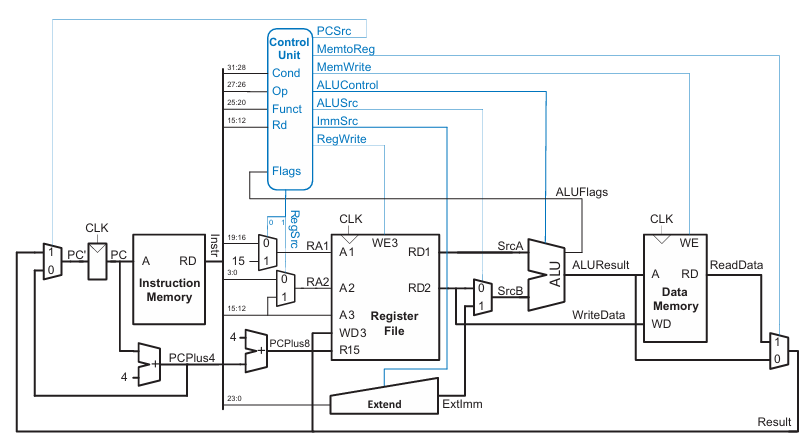 PCSrc
Control
Unit
MemtoReg
31:28
Cond
MemWrite
27:26
Op
ALUControl
25:20
Funct
ALUSrc
15:12
Rd
ImmSrc
RegWrite
Flags
ALUFlags
0 1
RegSrc
CLK
CLK
CLK
1
0
PC'
PC
A
RD
Instruction
Memory
Instr
19:16
0
1
15
RA1
A1
WE3
RD1
SrcA
ALU
ALUResult
WE
A
RD
ReadData
3:0
0
1
RA2
A2
RD2
0
1
SrcB
Data
Memory
15:12
A3
Register
File
WriteData
WD
WD3
4
+
PCPlus8
R15
1
0
PCPlus4
+
4
23:0
Extend
ExtImm
Result